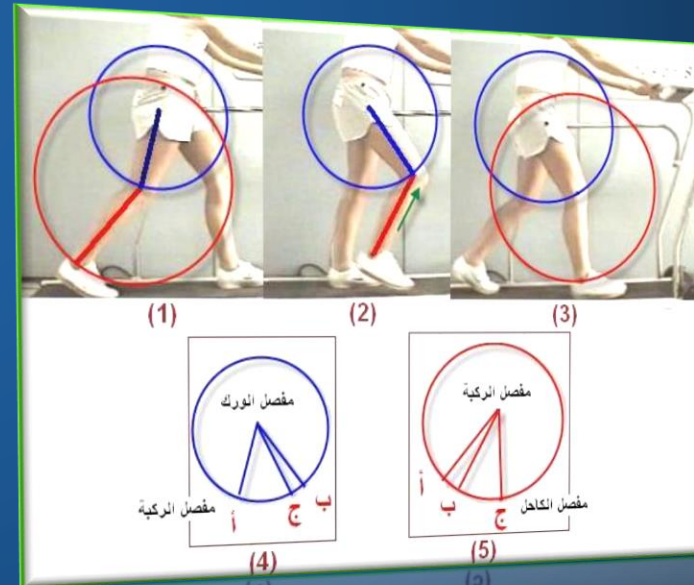 (1)
(2)
(3)
مفصل الورك
مفصل الركبة
أ
ج
ب
(4)
مفصل الركبة
أ
ب
ج
مفصل الكاحل
(5)